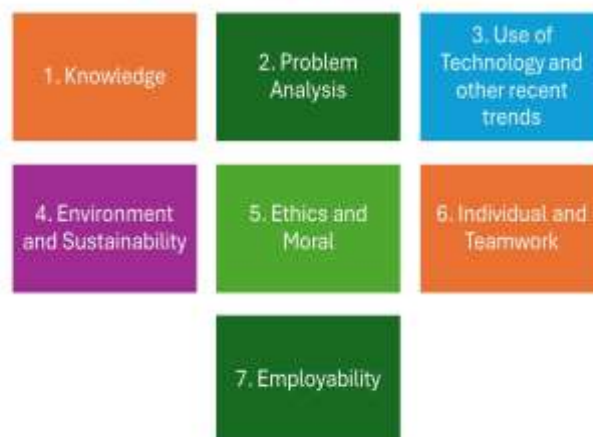 1. Knowledge
2. Problem
Analysis
3. Use of
Technology and
other recent
trends
4. Environment
and Sustainability
5. Ethics and
Moral
6. Individual and
Teamwork
7. Employability